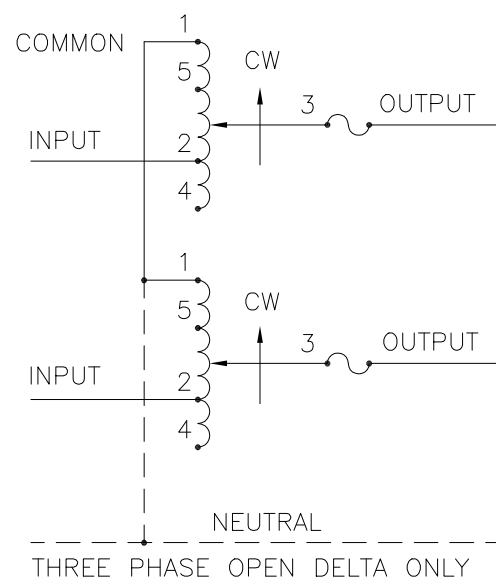 1
COMMON
CW
5
3
OUTPUT
INPUT
2
4
1
CW
5
3
OUTPUT
INPUT
2
4
NEUTRAL
THREE PHASE OPEN DELTA ONLY